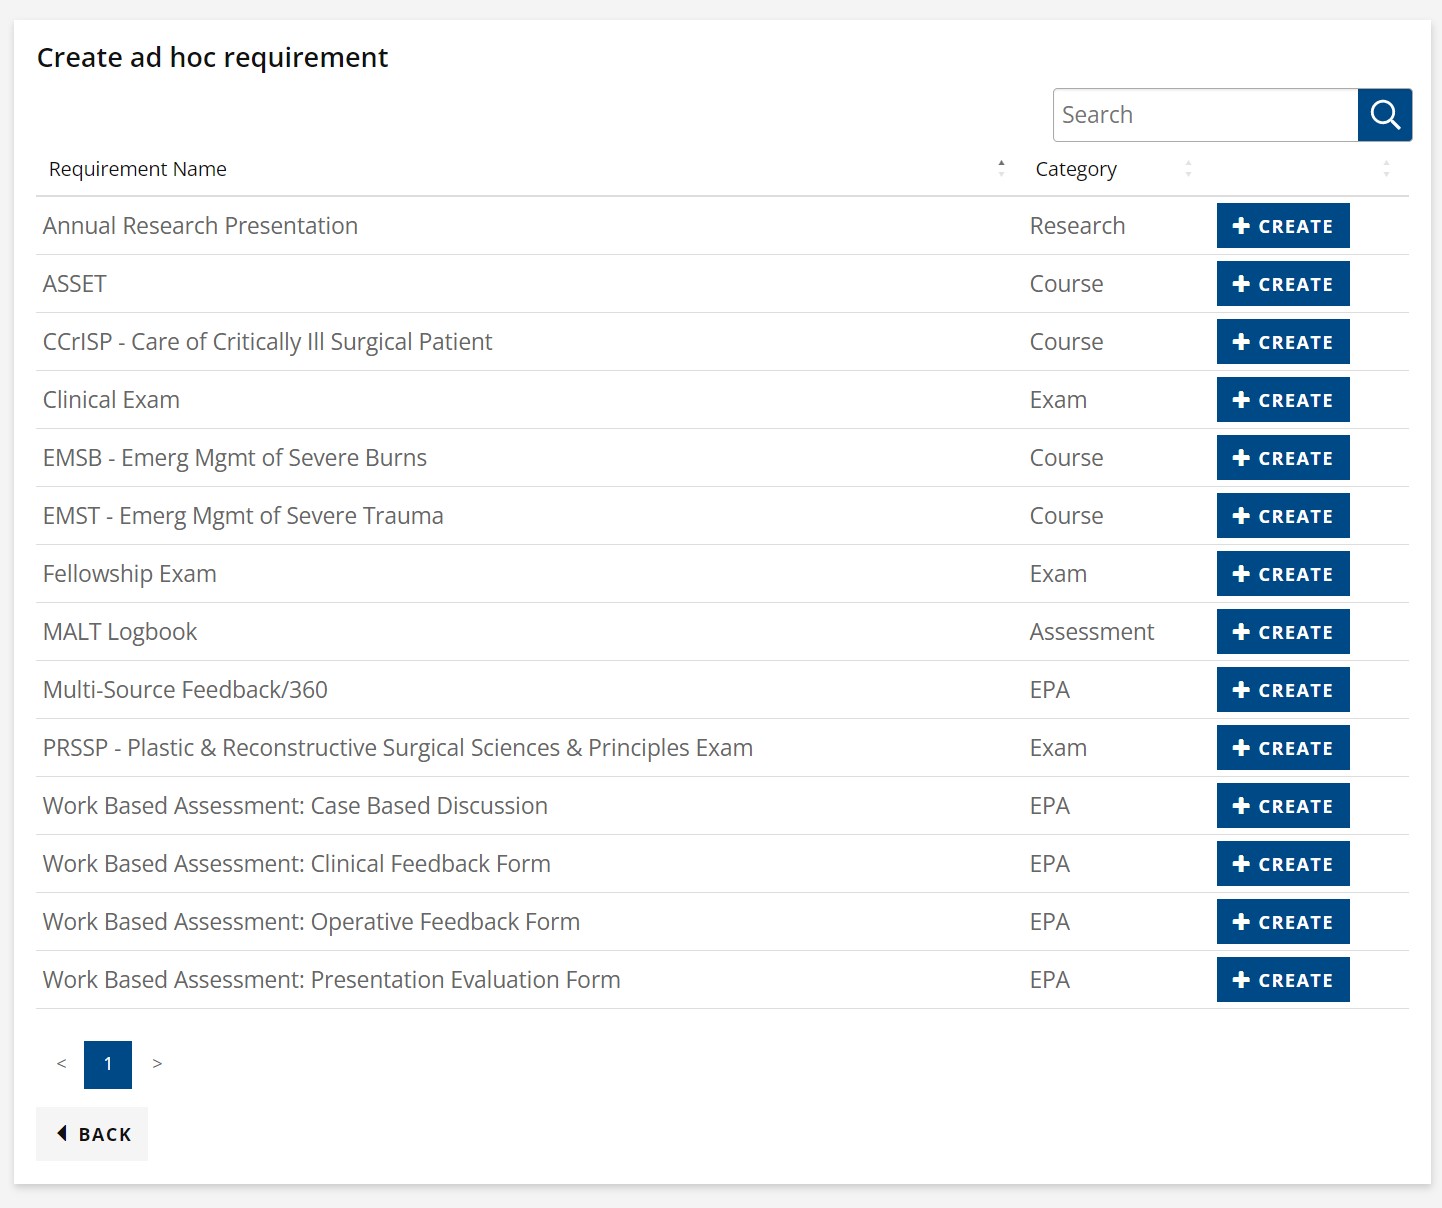 Create ad hoc requirement
Search
Requirement Name Category
Annual Research Presentation Research CREATE
ASSET Course CREATE
CCrISP - Care of Critically Ill Surgical Patient Course CREATE
Clinical Exam Exam CREATE
EMSB - Emerg Mgmt of Severe Burns Course CREATE
EMST - Emerg Mgmt of Severe Trauma Course CREATE
Fellowship Exam Exam CREATE
MALT Logbook Assessment CREATE
Multi-Source Feedback/360 EPA CREATE
PRSSP - Plastic & Reconstructive Surgical Sciences & Principles Exam Exam CREATE
Work Based Assessment: Case Based Discussion EPA CREATE
Work Based Assessment: Clinical Feedback Form EPA CREATE
Work Based Assessment: Operative Feedback Form EPA CREATE
Work Based Assessment: Presentation Evaluation Form EPA CREATE
< 1 >
BACK